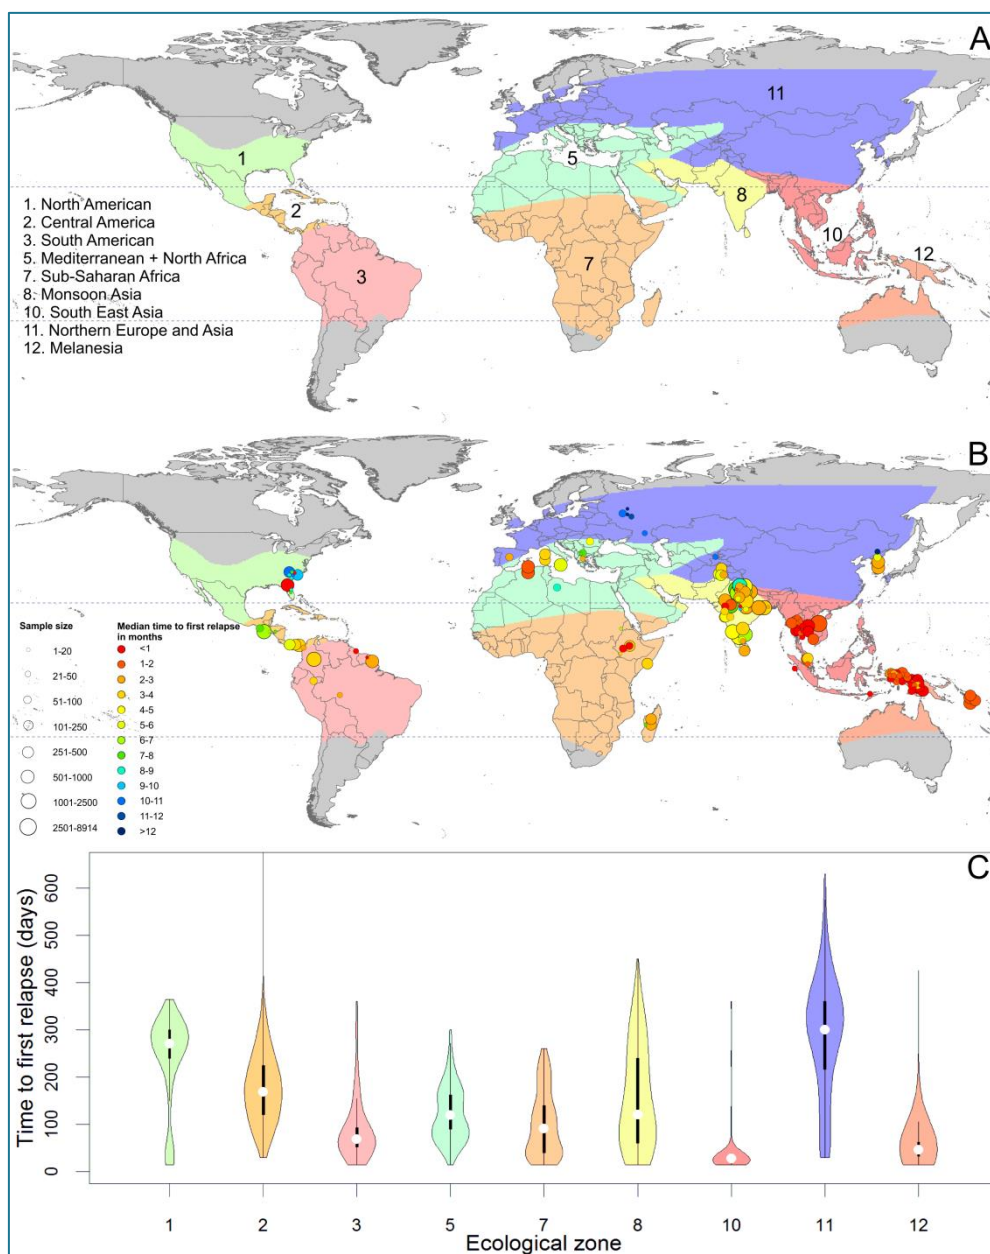 A
11
1
5
8
2
10
12
7
3
1. North American
2. Central America
3. South American
5. Mediterranean + North Africa
7. Sub-Saharan Africa
8. Monsoon Asia
10. South East Asia
11. Northern Europe and Asia
12. Melanesia
B
Sample size
1-20
21-50
51-100
101-250
251-500
501-1000
1001-2500
2501-8914
Median time to first relapse
in months
<1
1-2
2-3
3-4
4-5
5-6
6-7
7-8
8-9
9-10
10-11
11-12
>12
C
Time to first relapse (days)
600
500
400
300
200
100
0
1 2 3 5 7 8 10 11 12
Ecological zone